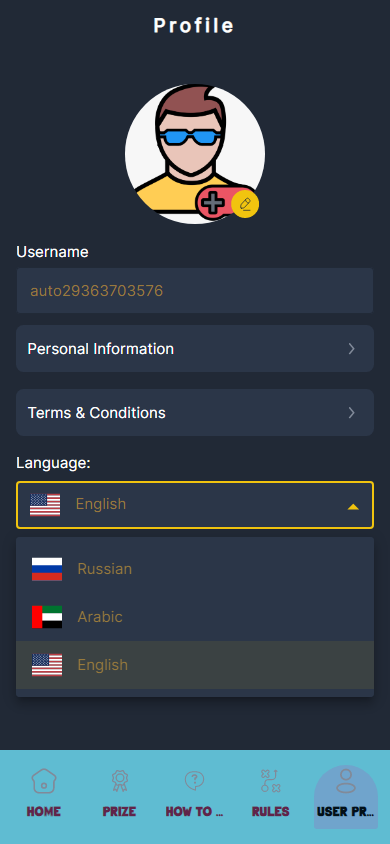 Profile
Username
auto29363703576
Personal Information
Terms & Conditions
Language:
English
Russian
Arabic
English
HOME PRIZE HOW TO ... RULES USER PR...